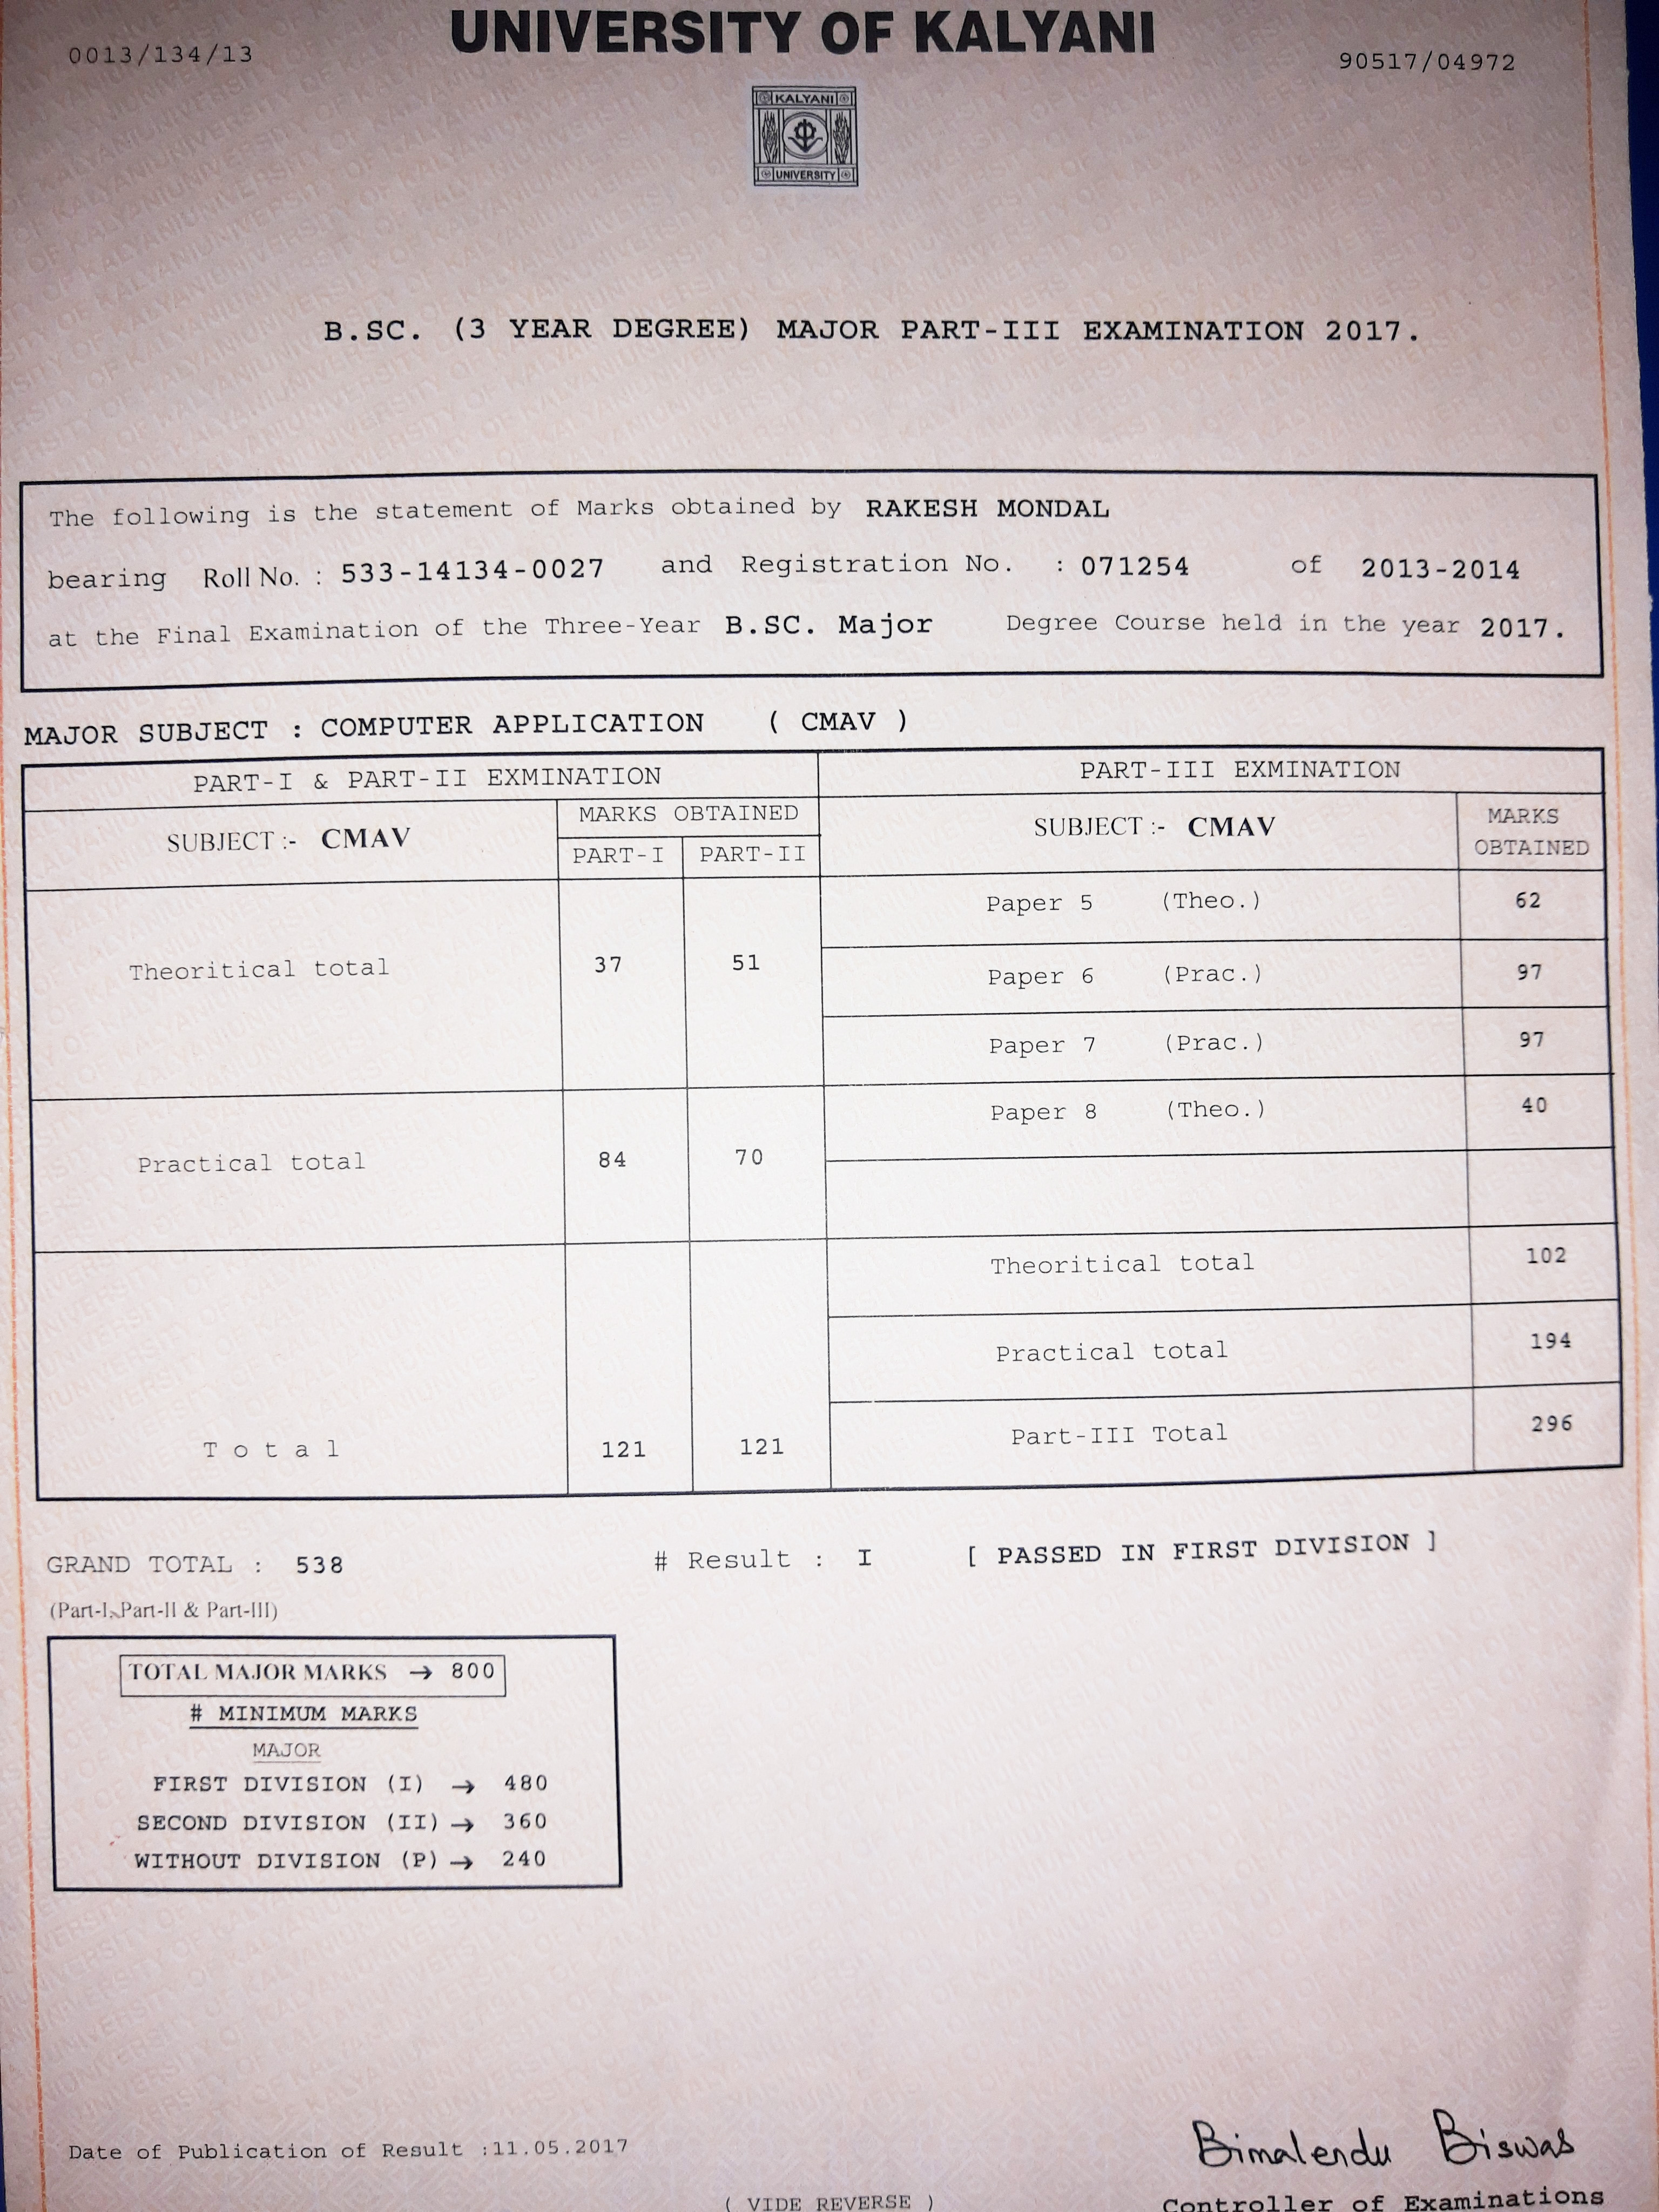 UNIVERSITY OF KALYANI
0013/134/13
90517/04972
KALYANI
UNIVERSITY
B.SC. (3 YEAR DEGREE) MAJOR PART-III EXAMINATION 2017.
The following is the statement of Marks obtained by RAKESH MONDAL
bearing Roll No. : 533-14134-0027 and Registration No. : 071254 of 2013-2014
at the Final Examination of the Three-Year B.SC. Major Degree Course held in the year 2017.
MAJOR SUBJECT : COMPUTER APPLICATION ( CMAV )
PART-I & PART-II EXMINATION
PART-III EXMINATION
SUBJECT :- CMAV
MARKS OBTAINED
PART-I PART-II
SUBJECT :- CMAV
MARKS
OBTAINED
Theoritical total 37 51
Practical total 84 70
Total 121 121
Paper 5 (Theo.) 62
Paper 6 (Prac.) 97
Paper 7 (Prac.) 97
Paper 8 (Theo.) 40
Theoritical total 102
Practical total 194
Part-III Total 296
GRAND TOTAL : 538 # Result : I [ PASSED IN FIRST DIVISION ]
(Part-I, Part-II & Part-III)
TOTAL MAJOR MARKS → 800
# MINIMUM MARKS
MAJOR
FIRST DIVISION (I) → 480
SECOND DIVISION (II) → 360
WITHOUT DIVISION (P) → 240
Date of Publication of Result :11.05.2017
Bimalendu Biswas
( VIDE REVERSE )
Controller of Examinations